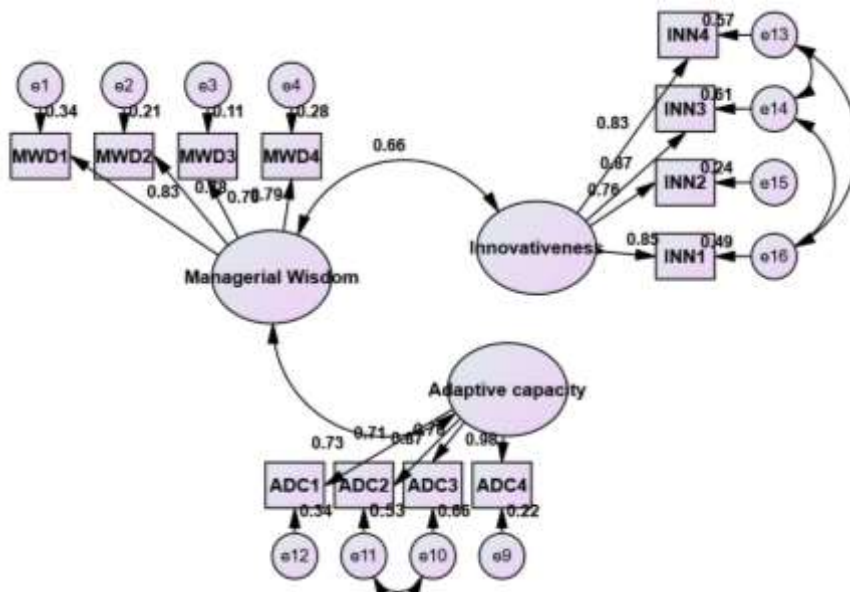 e1
e2
e3
e4
0.34
0.21
0.11
0.28
MWD1
MWD2
MWD3
MWD4
0.83
0.79
Managerial Wisdom
0.66
Innovativeness
INN4
0.57
e13
INN3
0.61
e14
INN2
0.24
e15
INN1
0.49
e16
0.83
0.87
0.76
0.85
Adaptive capacity
0.73
0.71
0.87
0.98
ADC1
ADC2
ADC3
ADC4
0.34
0.53
0.66
0.22
e12
e11
e10
e9